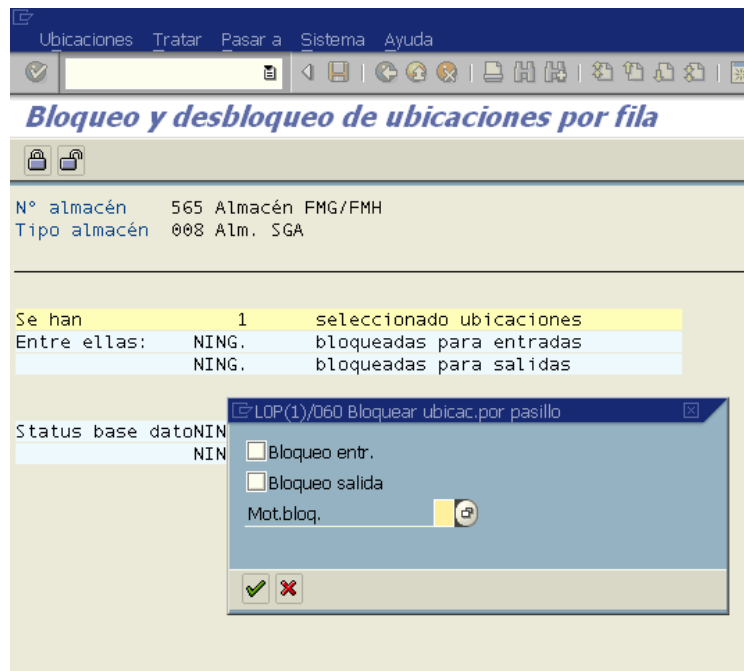 Ubicaciones Tratar Pasar a Sistema Ayuda
Bloqueo y desbloqueo de ubicaciones por fila
N° almacén 565 Almacén FMG/FMH
Tipo almacén 008 Alm. SGA
Se han 1 seleccionado ubicaciones
Entre ellas: NING. bloqueadas para entradas
NING. bloqueadas para salidas
Status base datoNIN
NIN
LOP(1)/060 Bloquear ubicac.por pasillo
Bloqueo entr.
Bloqueo salida
Mot.bloq.